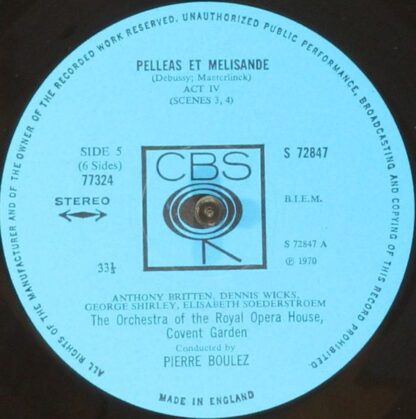 ALL RIGHTS OF THE MANUFACTURER AND OF THE OWNER OF THE RECORDED WORK RESERVED. UNAUTHORIZED PUBLIC PERFORMANCE, BROADCASTING AND COPYING OF THIS RECORD PROHIBITED.
PELLEAS ET MELISANDE
(Debussy; Maeterlinck)
ACT IV
(SCENES 3, 4)
SIDE 5
(6 Sides)
77324
STEREO
33⅓
CBS
S 72847
B.I.E.M.
S 72847 A
℗ 1970
ANTHONY BRITTEN, DENNIS WICKS,
GEORGE SHIRLEY, ELISABETH SOEDERSTROEM
The Orchestra of the Royal Opera House,
Covent Garden
Conducted by
PIERRE BOULEZ
MADE IN ENGLAND